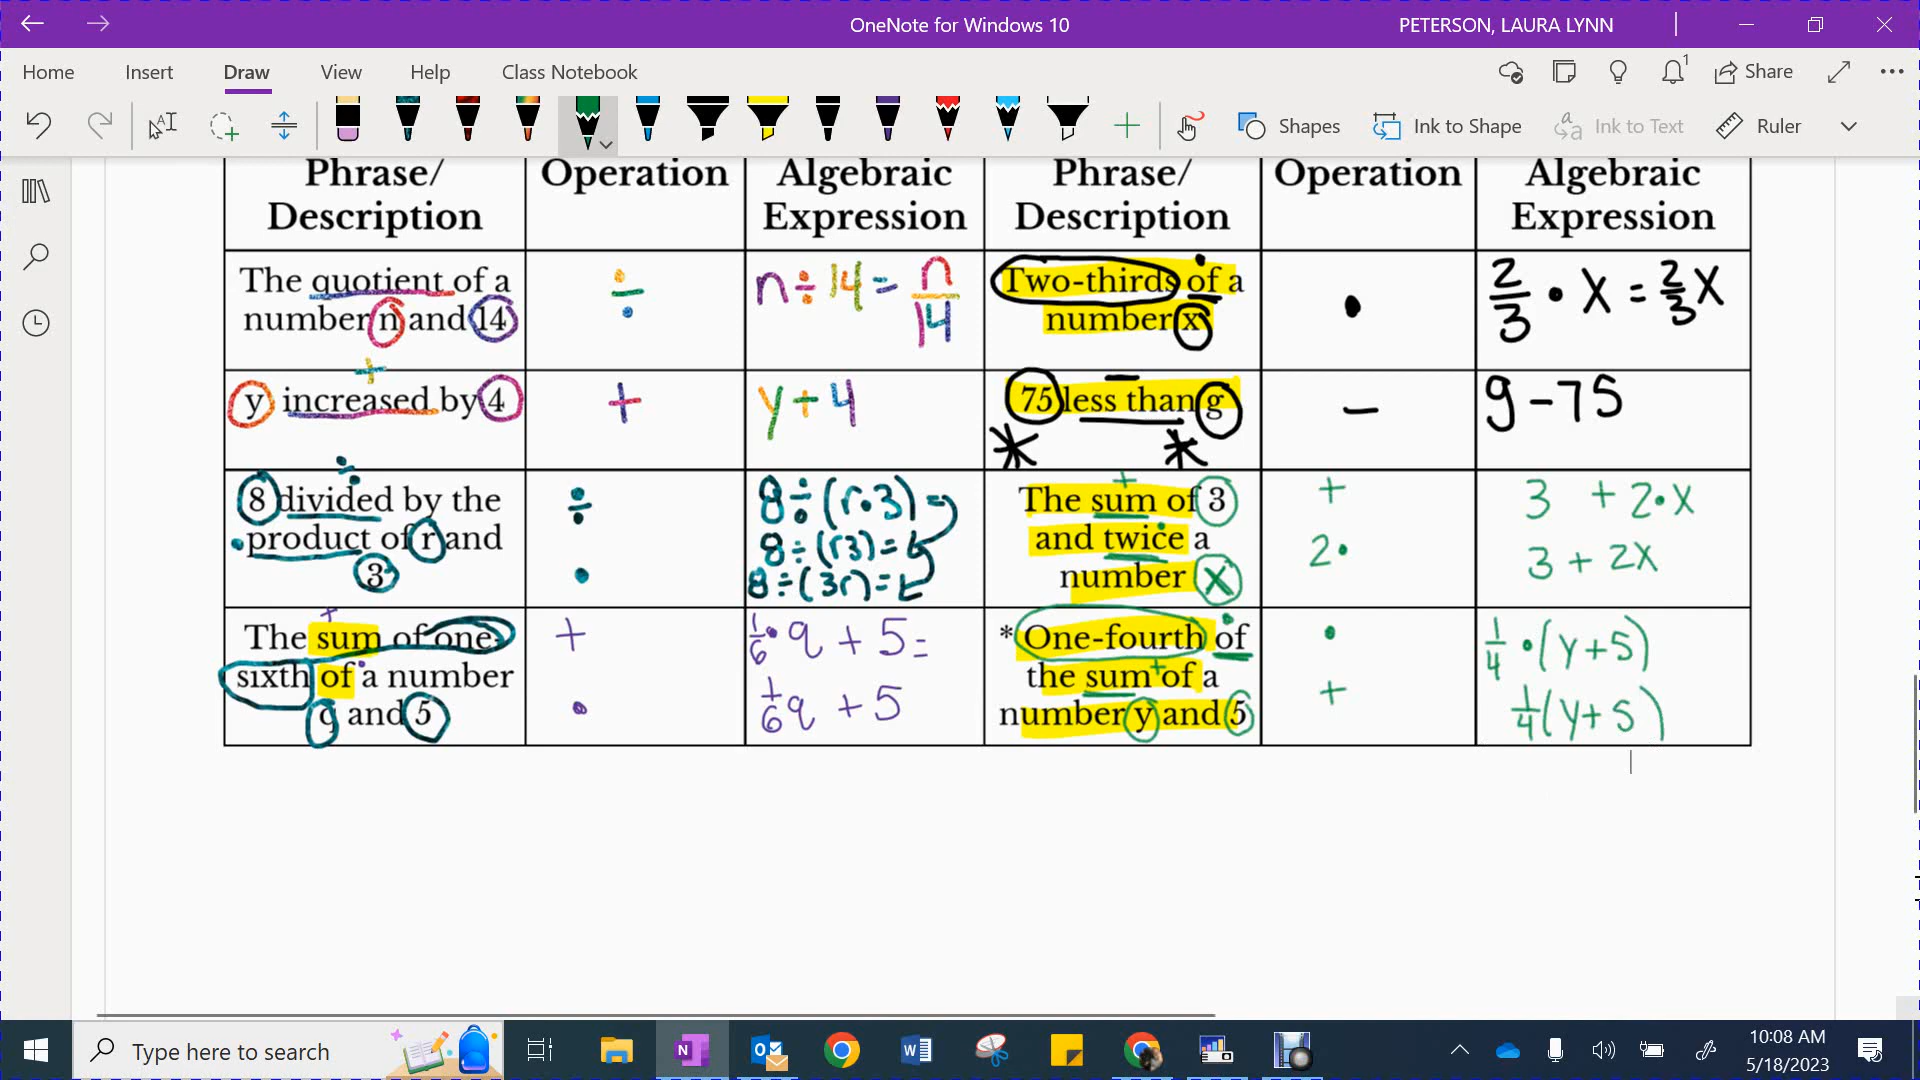 OneNote for Windows 10
PETERSON, LAURA LYNN
Home Insert Draw View Help Class Notebook
1 Share
Shapes Ink to Shape Ink to Text Ruler
Phrase/ Description Operation Algebraic Expression Phrase/ Description Operation Algebraic Expression
The quotient of a
number n and 14
÷
n ÷ 14 = n/14
Two-thirds of a
number x
•
2/3 • x = 2/3 x
+
y increased by 4
+
y + 4
−
75 less than g
* *
−
g − 75
÷
8 divided by the
• product of r and
3
÷
•
8 ÷ (r • 3) =
8 ÷ (r3) =
8 ÷ (3r) =
+
The sum of 3
and twice a
number x
+
2•
3 + 2•x
3 + 2x
+
The sum of one-
sixth of a number
q and 5
+
•
1/6 • q + 5 =
1/6 q + 5
* One-fourth of
the sum of a
number y and 5
•
+
1/4 • (y+5)
1/4 (y+5)
Type here to search
10:08 AM
5/18/2023